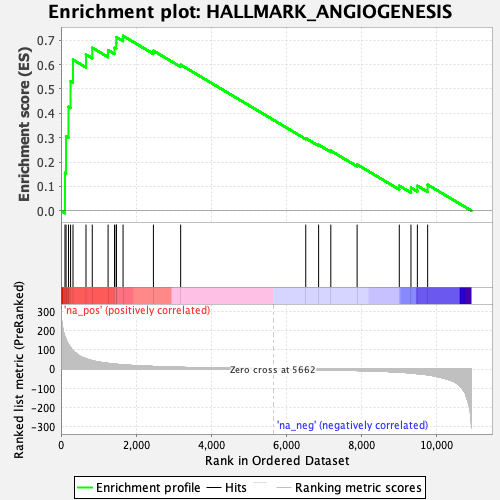 Enrichment plot: HALLMARK_ANGIOGENESIS
Enrichment score (ES)
0.7
0.6
0.5
0.4
0.3
0.2
0.1
0.0
'na_pos' (positively correlated)
Ranked list metric (PreRanked)
300
200
100
0
-100
-200
-300
Zero cross at 5662
'na_neg' (negatively correlated)
0 2,000 4,000 6,000 8,000 10,000
Rank in Ordered Dataset
Enrichment profile Hits Ranking metric scores